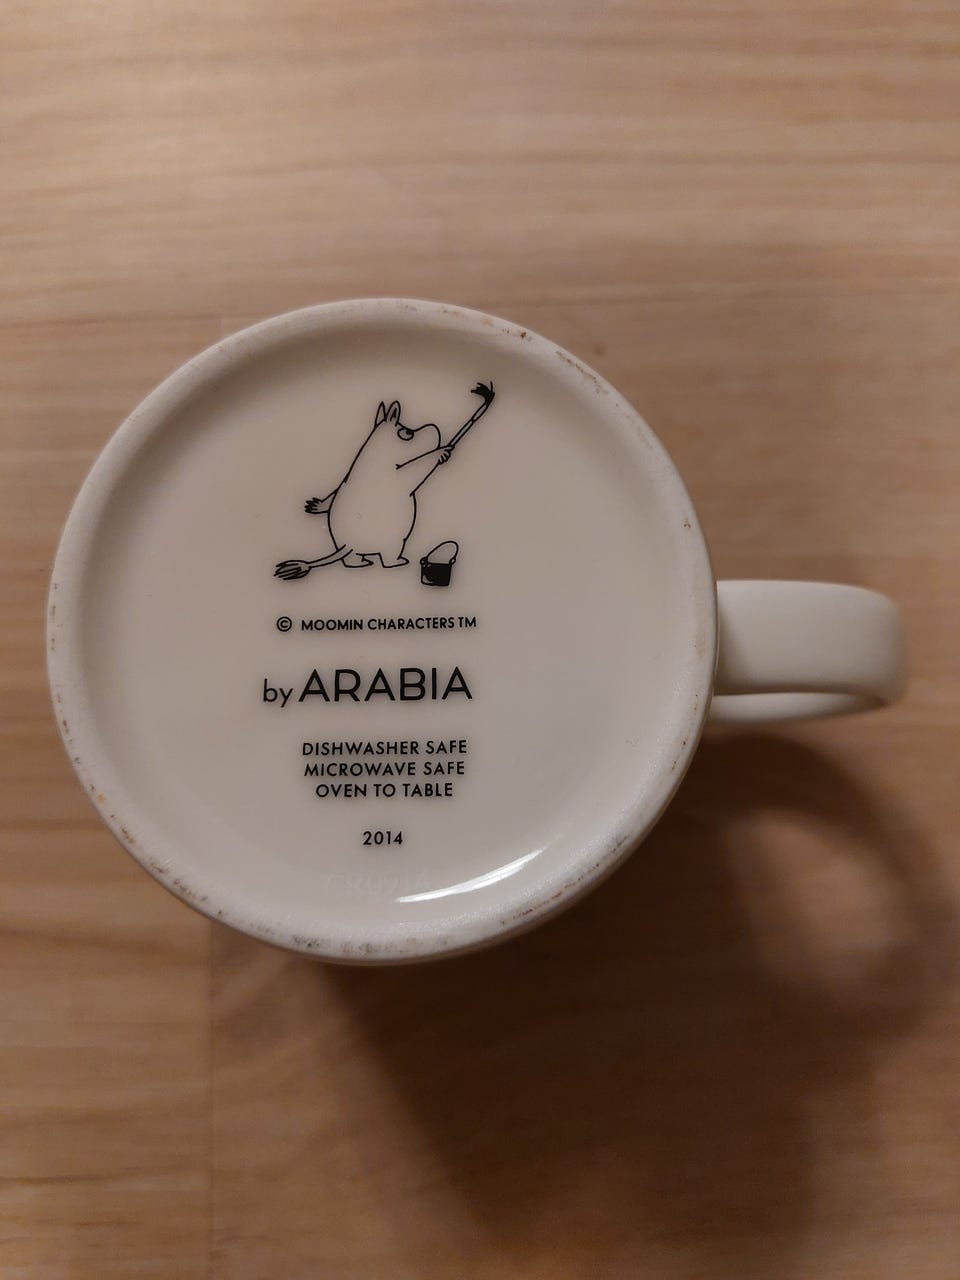 © MOOMIN CHARACTERS TM
by ARABIA
DISHWASHER SAFE
MICROWAVE SAFE
OVEN TO TABLE
2014